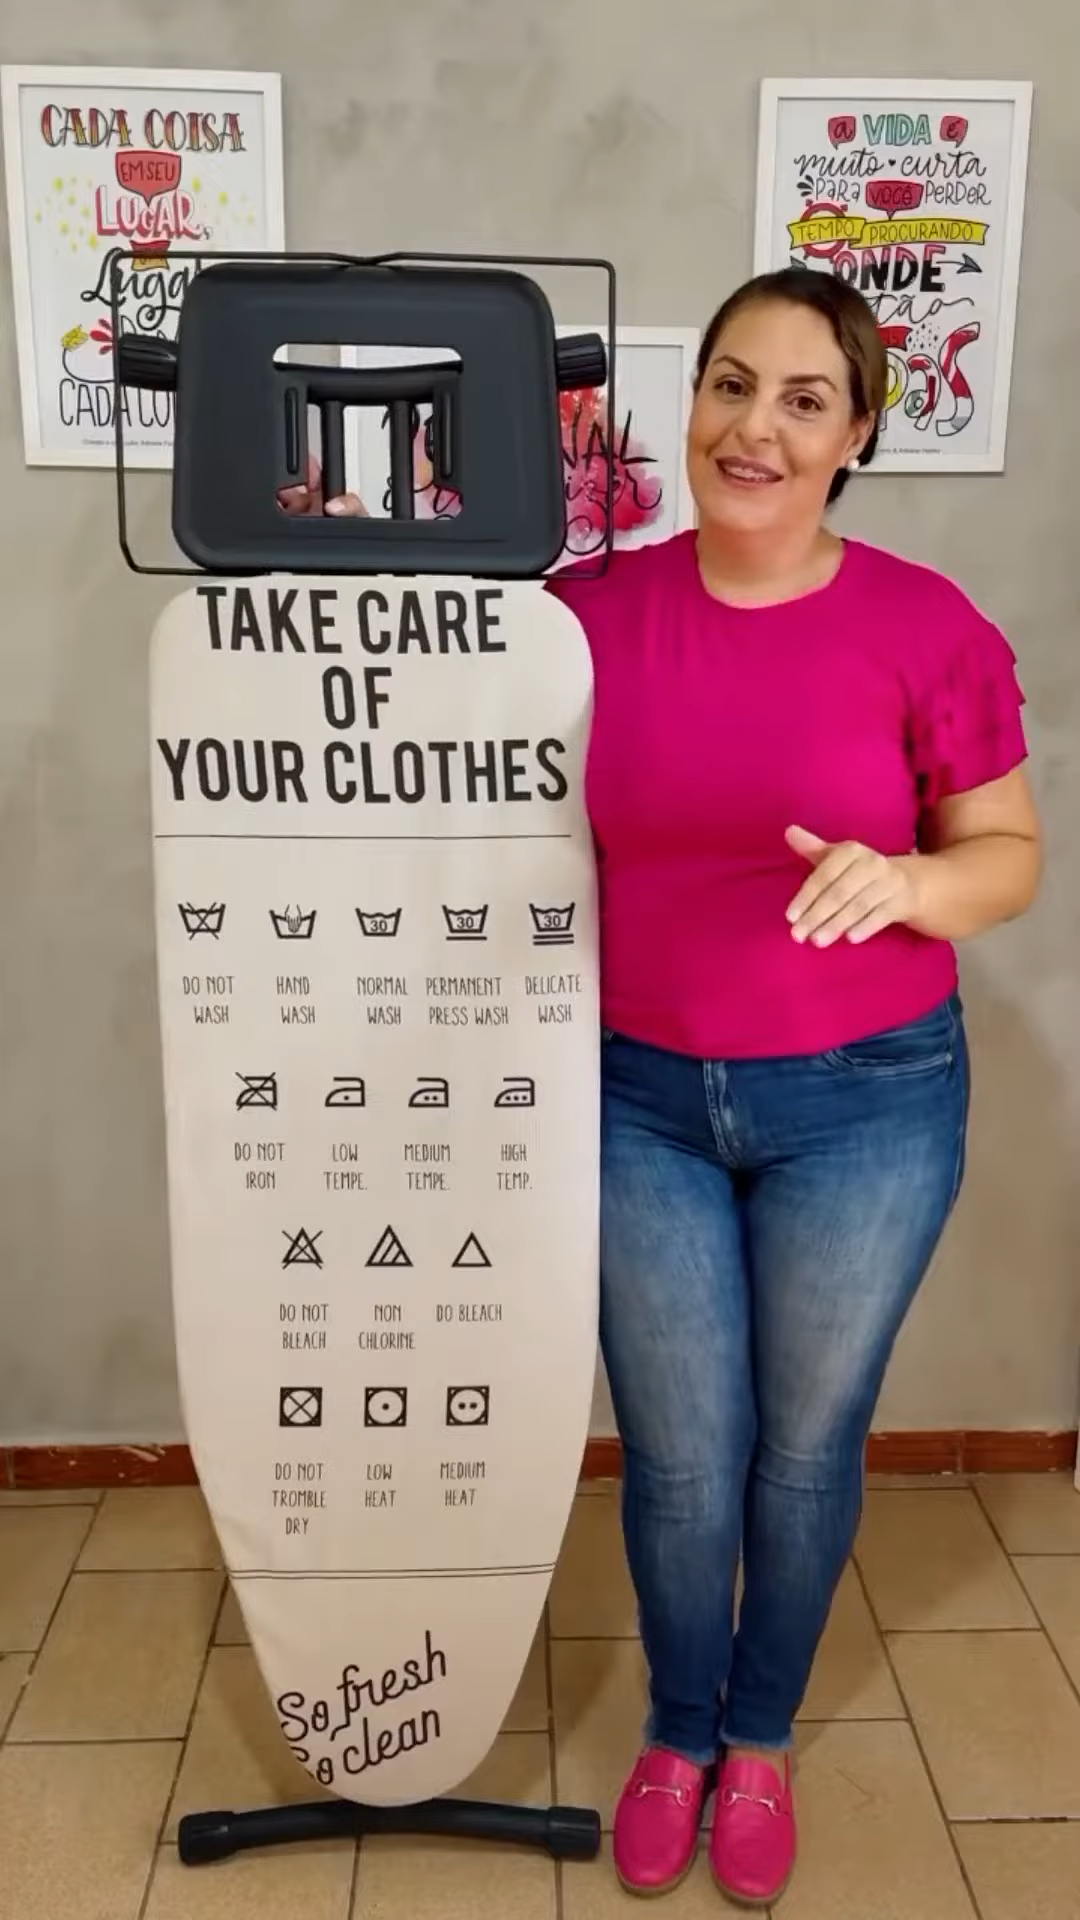 CADA COISA
EM SEU
LUGAR,
CADA
a VIDA é
muito curta
PARA VOCÊ PERDER
TEMPO PROCURANDO
ONDE
TAKE CARE
OF
YOUR CLOTHES
30 30 30
DO NOT WASH
HAND WASH
NORMAL WASH
PERMANENT PRESS WASH
DELICATE WASH
DO NOT IRON
LOW TEMPE.
MEDIUM TEMPE.
HIGH TEMP.
DO NOT BLEACH
NON CHLORINE
DO BLEACH
DO NOT TROMBLE DRY
LOW HEAT
MEDIUM HEAT
So fresh
So clean